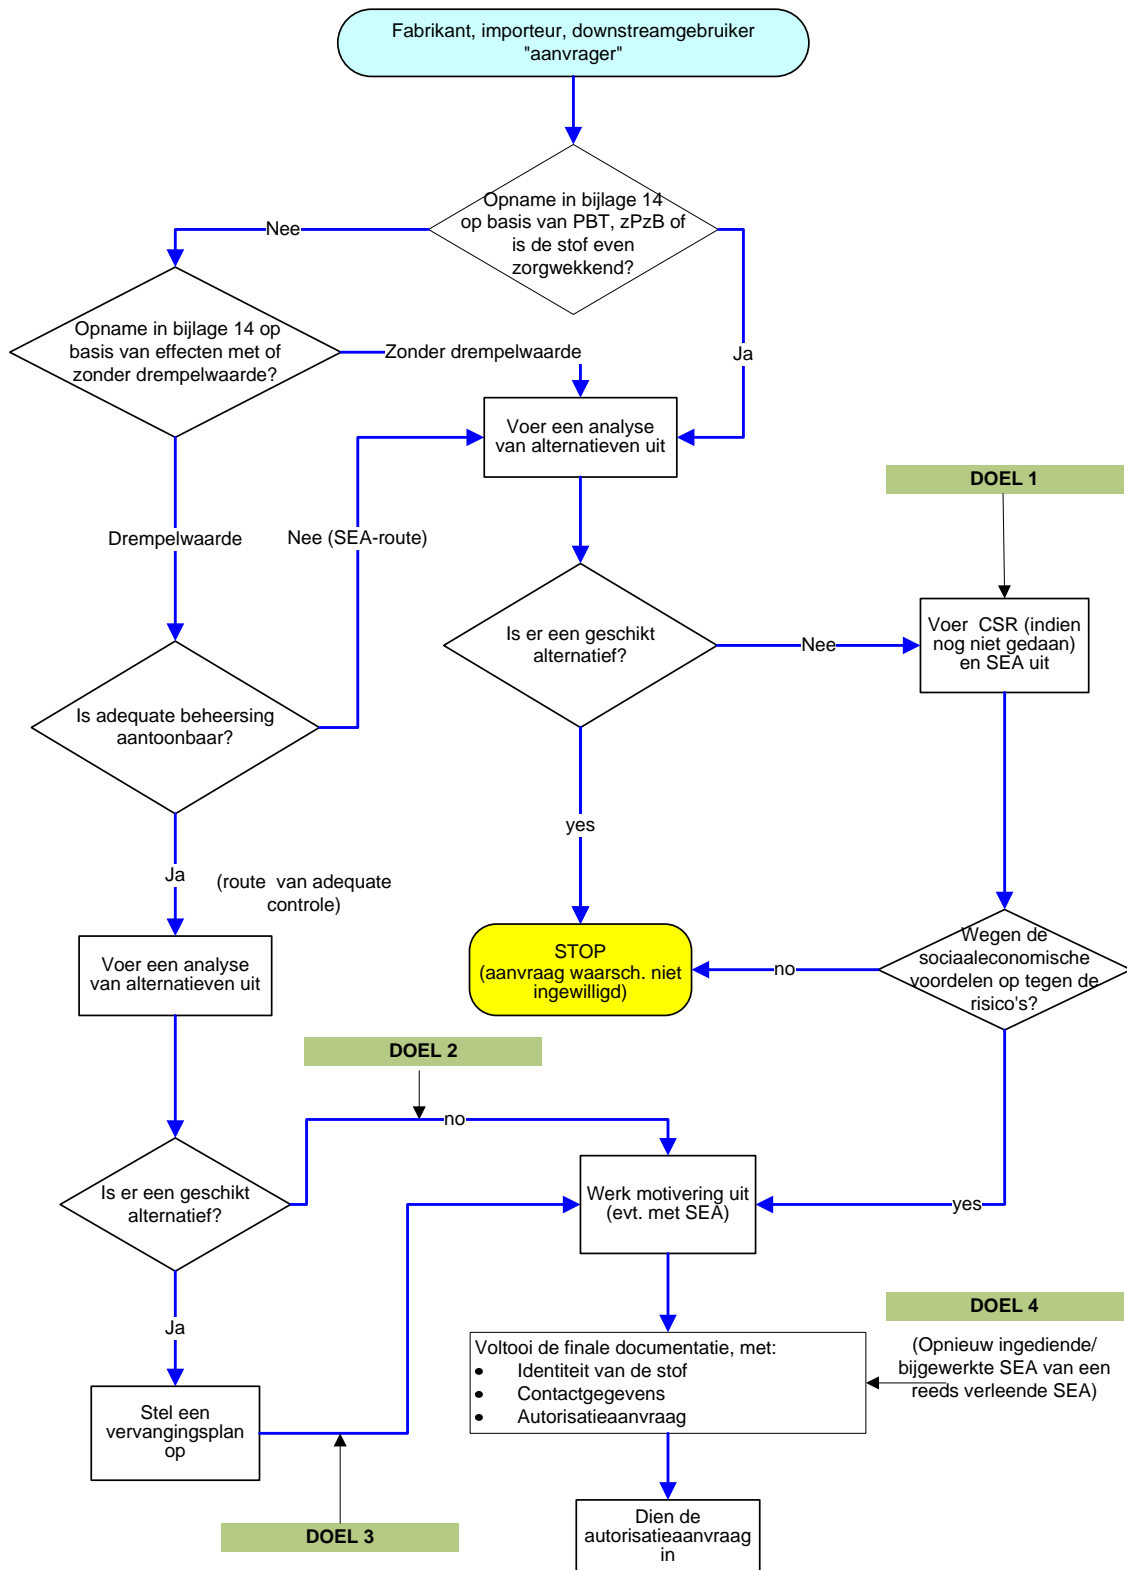 Fabrikant, importeur, downstreamgebruiker
"aanvrager"
Opname in bijlage 14
op basis van PBT, zPzB of
is de stof even
zorgwekkend?
Nee
Ja
Opname in bijlage 14 op
basis van effecten met of
zonder drempelwaarde?
Zonder drempelwaarde
Voer een analyse
van alternatieven uit
DOEL 1
Drempelwaarde
Nee (SEA-route)
Is er een geschikt
alternatief?
Nee
Voer  CSR (indien
nog niet gedaan)
en SEA uit
Is adequate beheersing
aantoonbaar?
yes
Ja
(route  van adequate
controle)
Voer een analyse
van alternatieven uit
STOP
(aanvraag waarsch. niet
ingewilligd)
no
Wegen de
sociaaleconomische
voordelen op tegen de
risico's?
DOEL 2
no
Is er een geschikt
alternatief?
Werk motivering uit
(evt. met SEA)
yes
Ja
DOEL 4
(Opnieuw ingediende/
bijgewerkte SEA van een
reeds verleende SEA)
Voltooi de finale documentatie, met:
• Identiteit van de stof
• Contactgegevens
• Autorisatieaanvraag
Stel een
vervangingsplan
op
DOEL 3
Dien de
autorisatieaanvraag
in